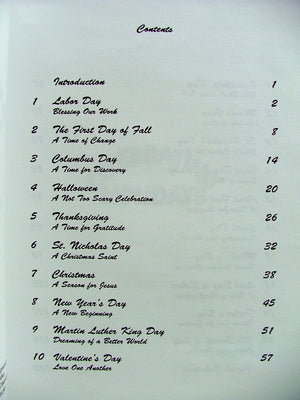 Contents
Introduction 1
1 Labor Day 2
Blessing Our Work
2 The First Day of Fall 8
A Time of Change
3 Columbus Day 14
A Time for Discovery
4 Halloween 20
A Not Too Scary Celebration
5 Thanksgiving 26
A Time for Gratitude
6 St. Nicholas Day 32
A Christmas Saint
7 Christmas 38
A Season for Jesus
8 New Year's Day 45
A New Beginning
9 Martin Luther King Day 51
Dreaming of a Better World
10 Valentine's Day 57
Love One Another